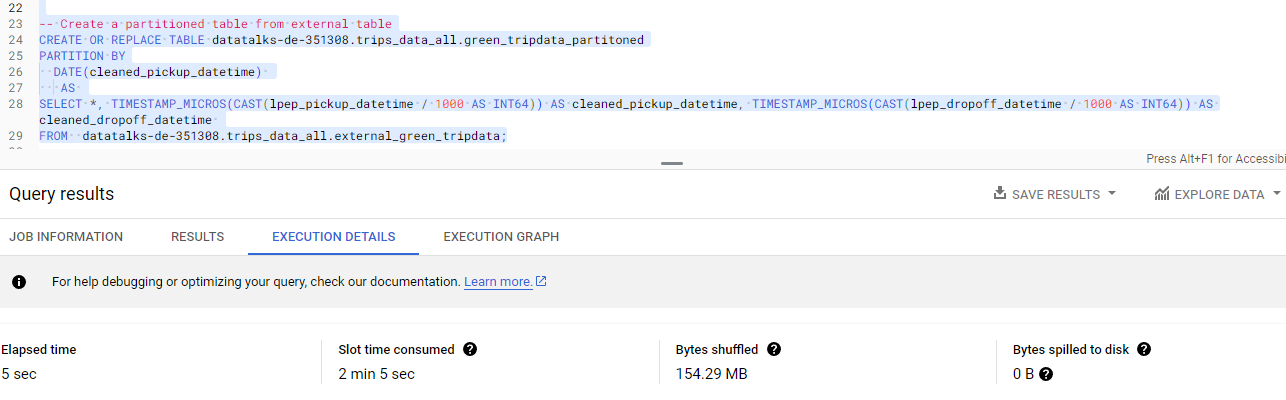 22
23 -- Create a partitioned table from external table
24 CREATE OR REPLACE TABLE datatalks-de-351308.trips_data_all.green_tripdata_partitoned
25 PARTITION BY
26 DATE(cleaned_pickup_datetime)
27 AS
28 SELECT *, TIMESTAMP_MICROS(CAST(lpep_pickup_datetime / 1000 AS INT64)) AS cleaned_pickup_datetime, TIMESTAMP_MICROS(CAST(lpep_dropoff_datetime / 1000 AS INT64)) AS
cleaned_dropoff_datetime
29 FROM datatalks-de-351308.trips_data_all.external_green_tripdata;
Press Alt+F1 for Accessibi
Query results
SAVE RESULTS
EXPLORE DATA
JOB INFORMATION RESULTS EXECUTION DETAILS EXECUTION GRAPH
For help debugging or optimizing your query, check our documentation. Learn more.
Elapsed time Slot time consumed Bytes shuffled Bytes spilled to disk
5 sec 2 min 5 sec 154.29 MB 0 B